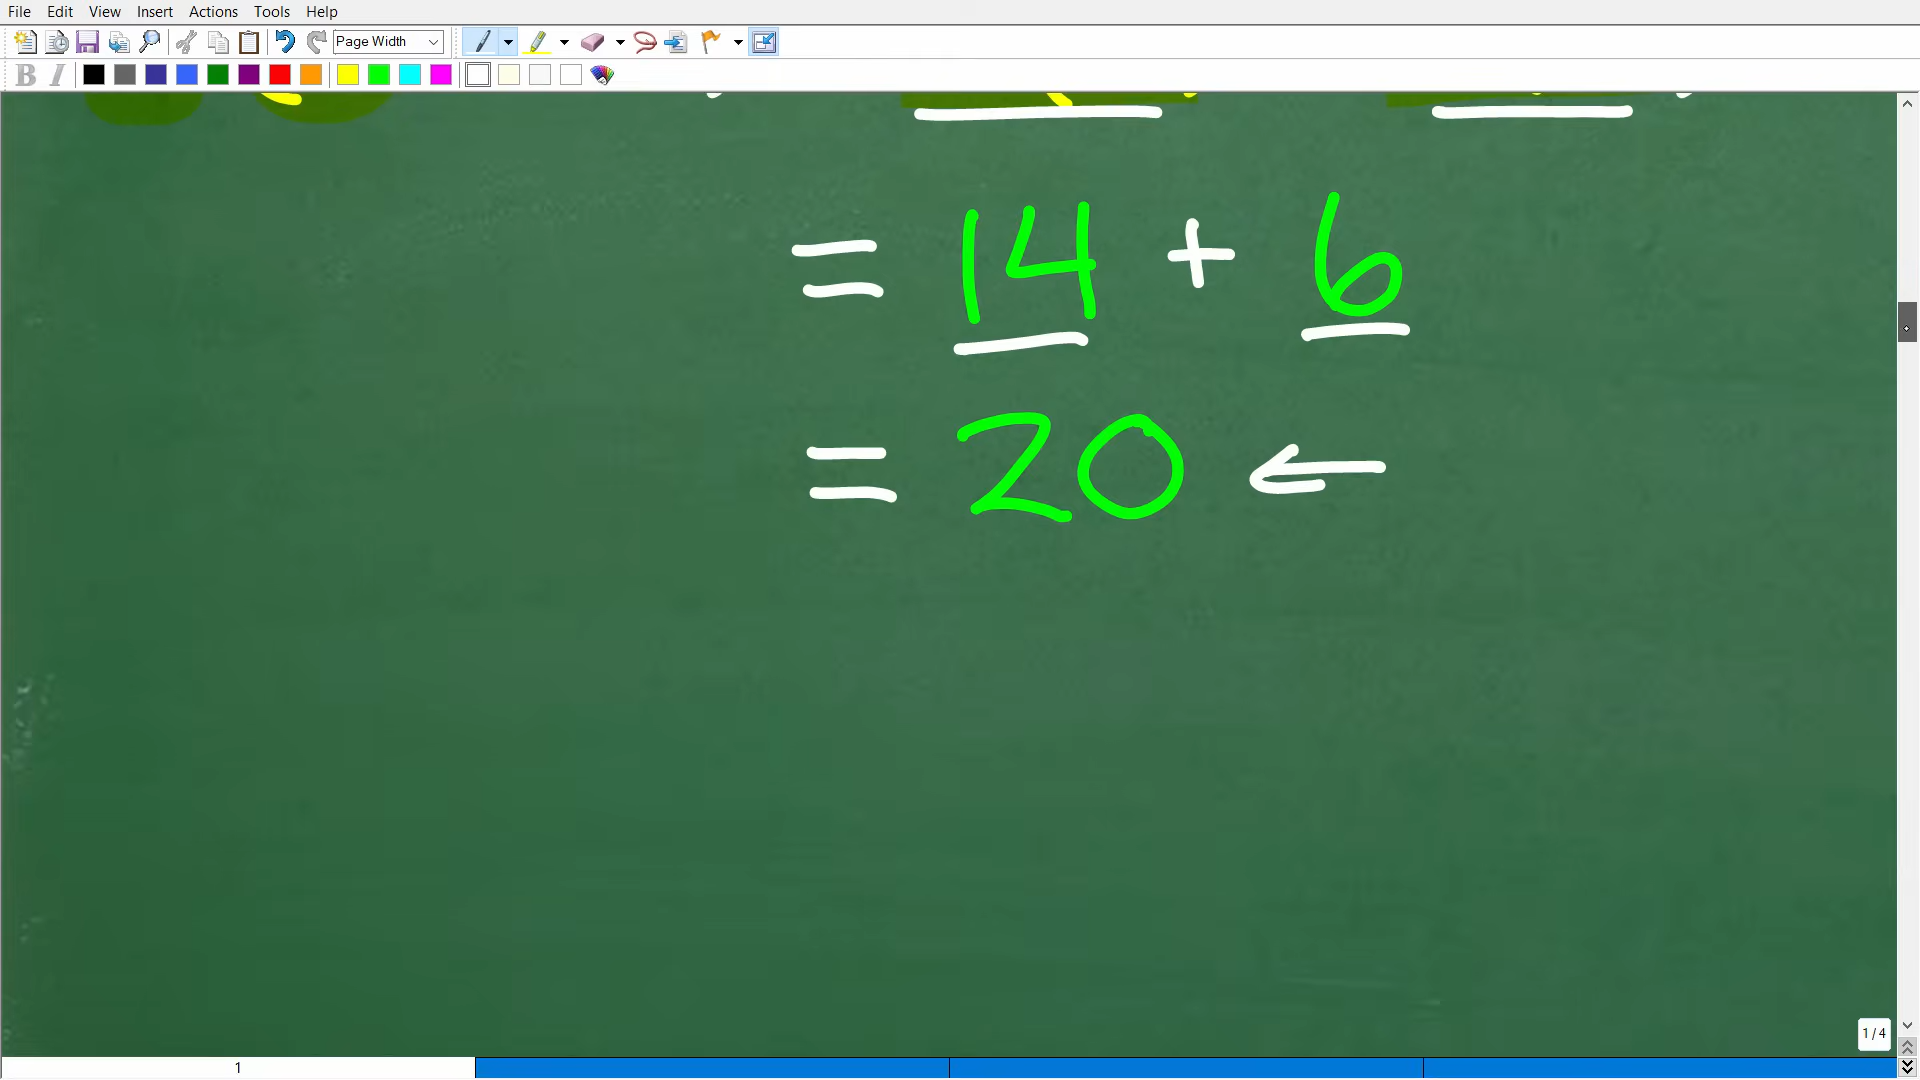 File Edit View Insert Actions Tools Help
Page Width
B I
= 14 + 6
= 20 ←
1 / 4
1